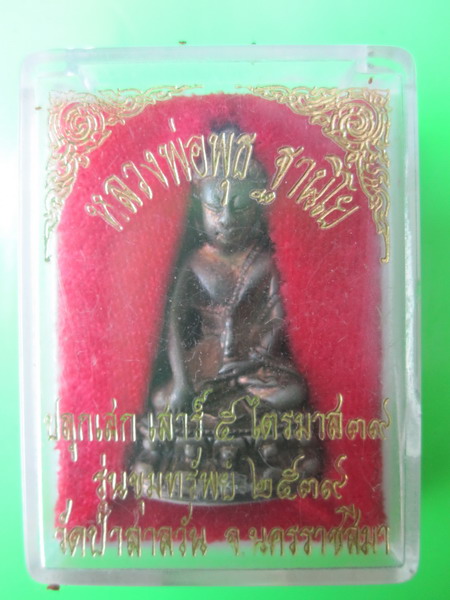 หลวงพ่อพุธ ฐานิโย
ปลุกเสก เสาร์ ๕ ไตรมาส๓๙
รุ่นขุมทรัพย์ ๒๕๓๙
วัดป่าสาลวัน จ.นครราชสีมา